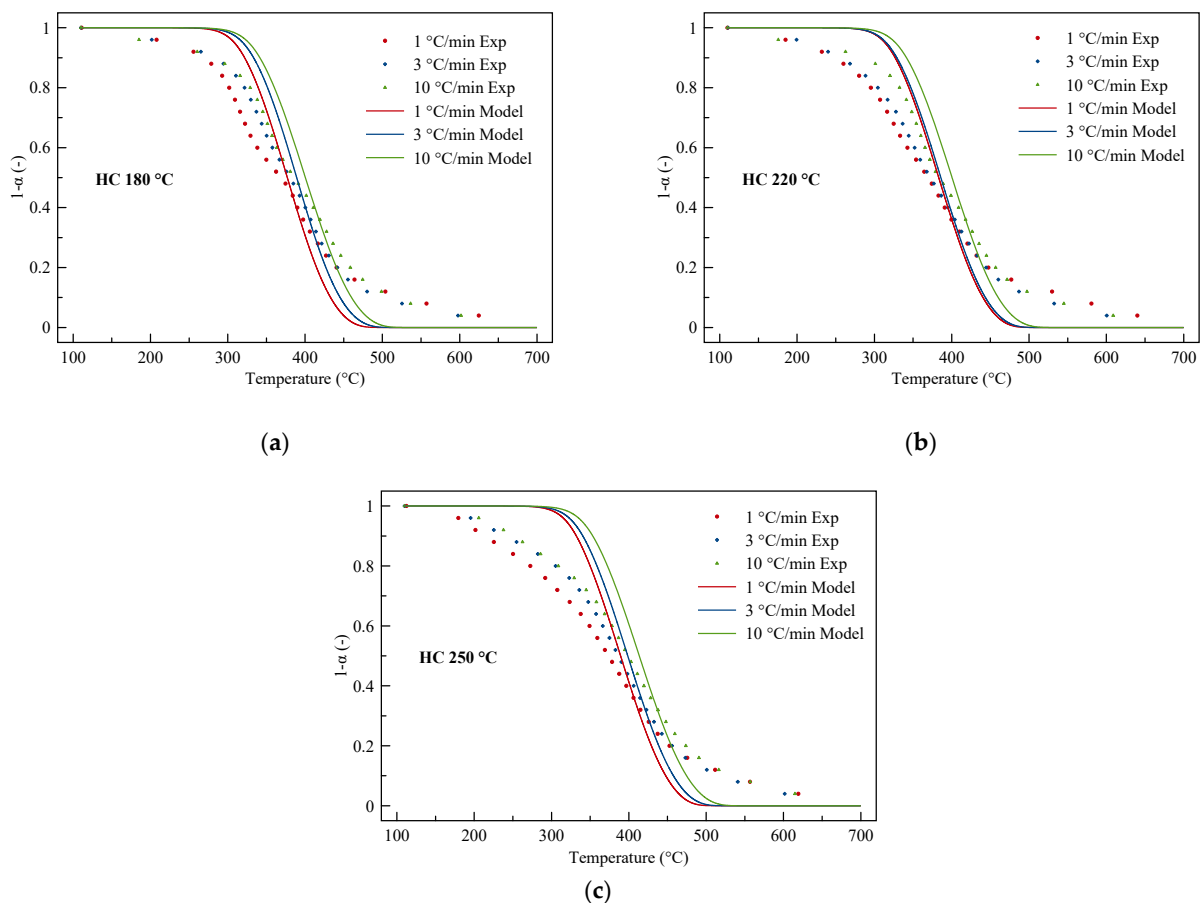 1
0.8
0.6
0.4
0.2
0
1-α (-)
1 °C/min Exp
3 °C/min Exp
10 °C/min Exp
1 °C/min Model
3 °C/min Model
10 °C/min Model
HC 180 °C
100 200 300 400 500 600 700
Temperature (°C)
(a)
1
0.8
0.6
0.4
0.2
0
1-α (-)
1 °C/min Exp
3 °C/min Exp
10 °C/min Exp
1 °C/min Model
3 °C/min Model
10 °C/min Model
HC 220 °C
100 200 300 400 500 600 700
Temperature (°C)
(b)
1
0.8
0.6
0.4
0.2
0
1-α (-)
1 °C/min Exp
3 °C/min Exp
10 °C/min Exp
1 °C/min Model
3 °C/min Model
10 °C/min Model
HC 250 °C
100 200 300 400 500 600 700
Temperature (°C)
(c)